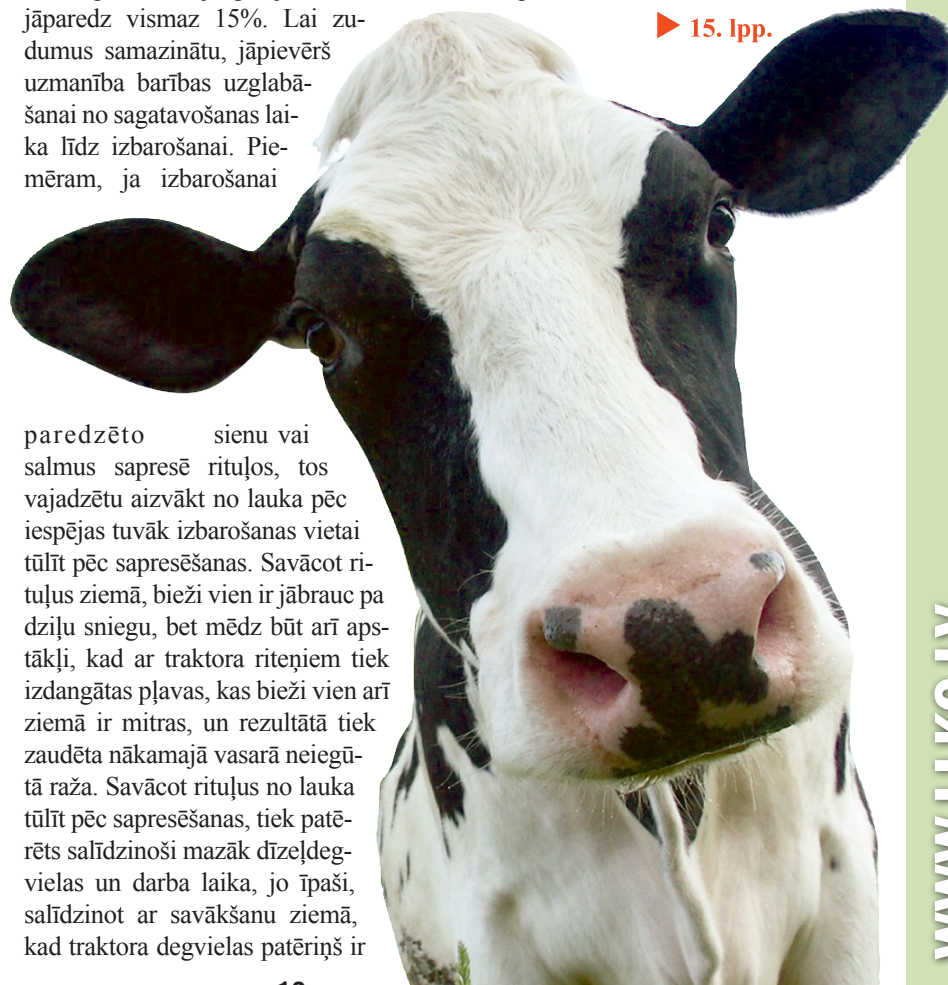 jāparedz vismaz 15%. Lai zu-
dumus samazinātu, jāpievērš
uzmanība barības uzglabā-
šanai no sagatavošanas lai-
ka līdz izbarošanai. Pie-
mēram, ja izbarošanai
paredzēto sienu vai
salmus sapresē rituļos, tos
vajadzētu aizvākt no lauka pēc
iespējas tuvāk izbarošanas vietai
tūlīt pēc sapresēšanas. Savācot ri-
tuļus ziemā, bieži vien ir jābrauc pa
dziļu sniegu, bet mēdz būt arī aps-
tākļi, kad ar traktora riteņiem tiek
izdangātas pļavas, kas bieži vien arī
ziemā ir mitras, un rezultātā tiek
zaudēta nākamajā vasarā neiegū-
tā raža. Savācot rituļus no lauka
tūlīt pēc sapresēšanas, tiek patē-
rēts salīdzinoši mazāk dīzeļdeg-
vielas un darba laika, jo īpaši,
salīdzinot ar savākšanu ziemā,
kad traktora degvielas patēriņš ir
15. lpp.